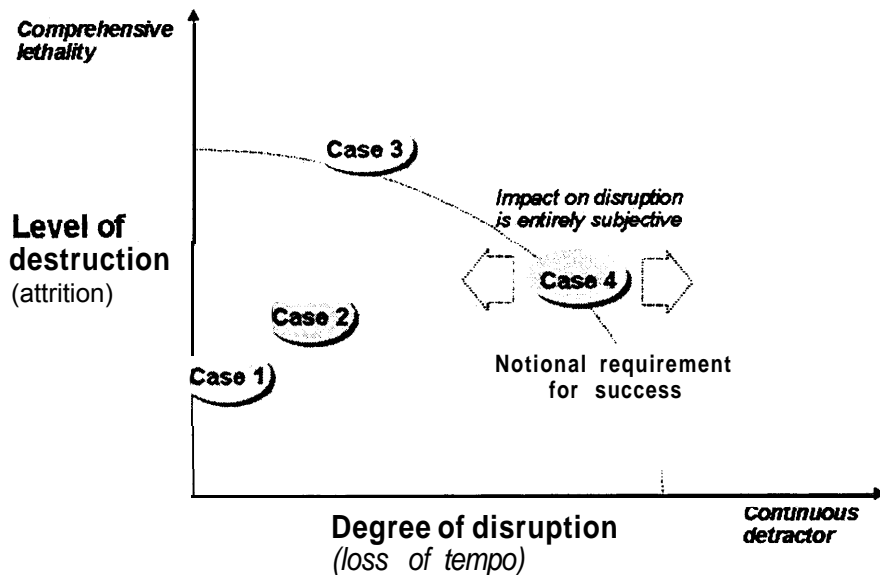 Comprehensive
lethality
Case 3
Impact on disruption
is entirely subjective
Level of
destruction
(attrition)
Case 4
Case 2
Notional requirement
for success
Case 1
Degree of disruption
(loss of tempo)
Continuous
detractor